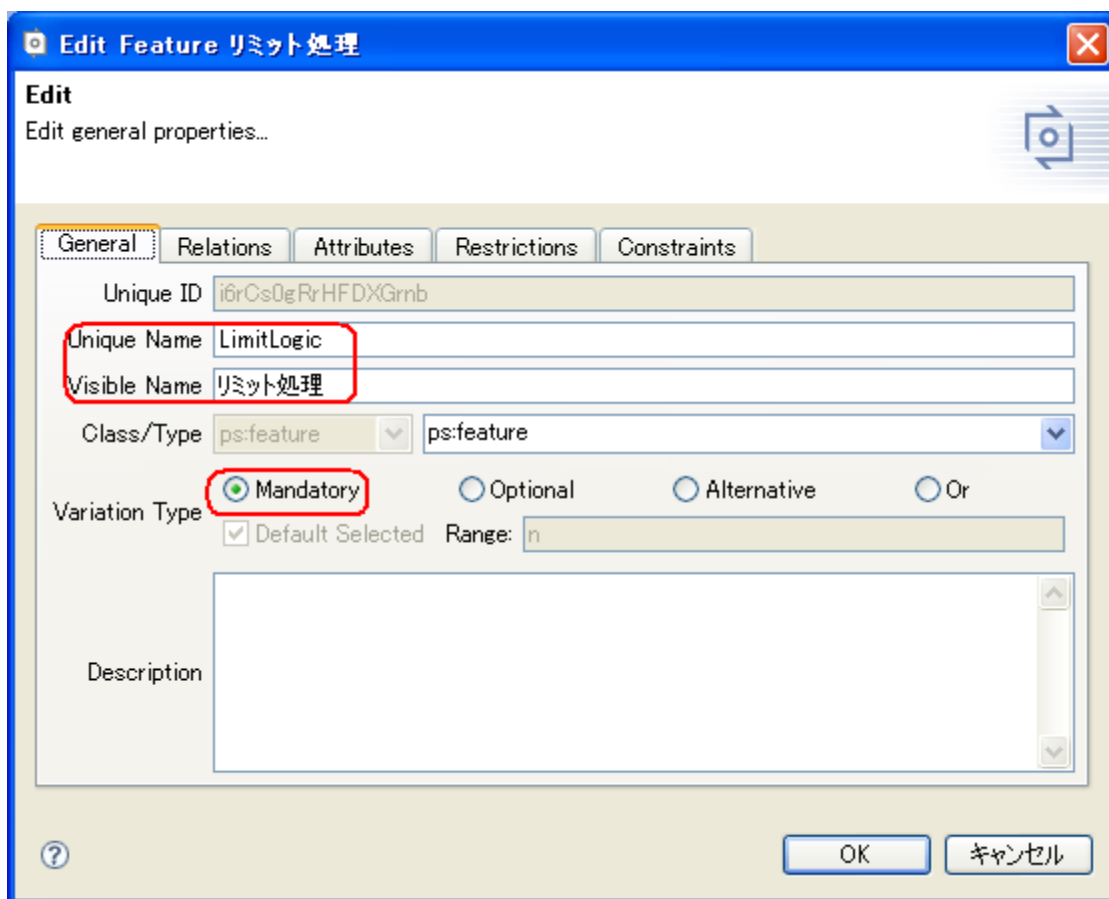 Edit Feature リミット処理
Edit
Edit general properties...
General Relations Attributes Restrictions Constraints
Unique ID i6rCs0gRrHFDXGrnb
Unique Name LimitLogic
Visible Name リミット処理
Class/Type ps:feature ps:feature
Variation Type Mandatory Optional Alternative Or
Default Selected Range: n
Description
OK キャンセル